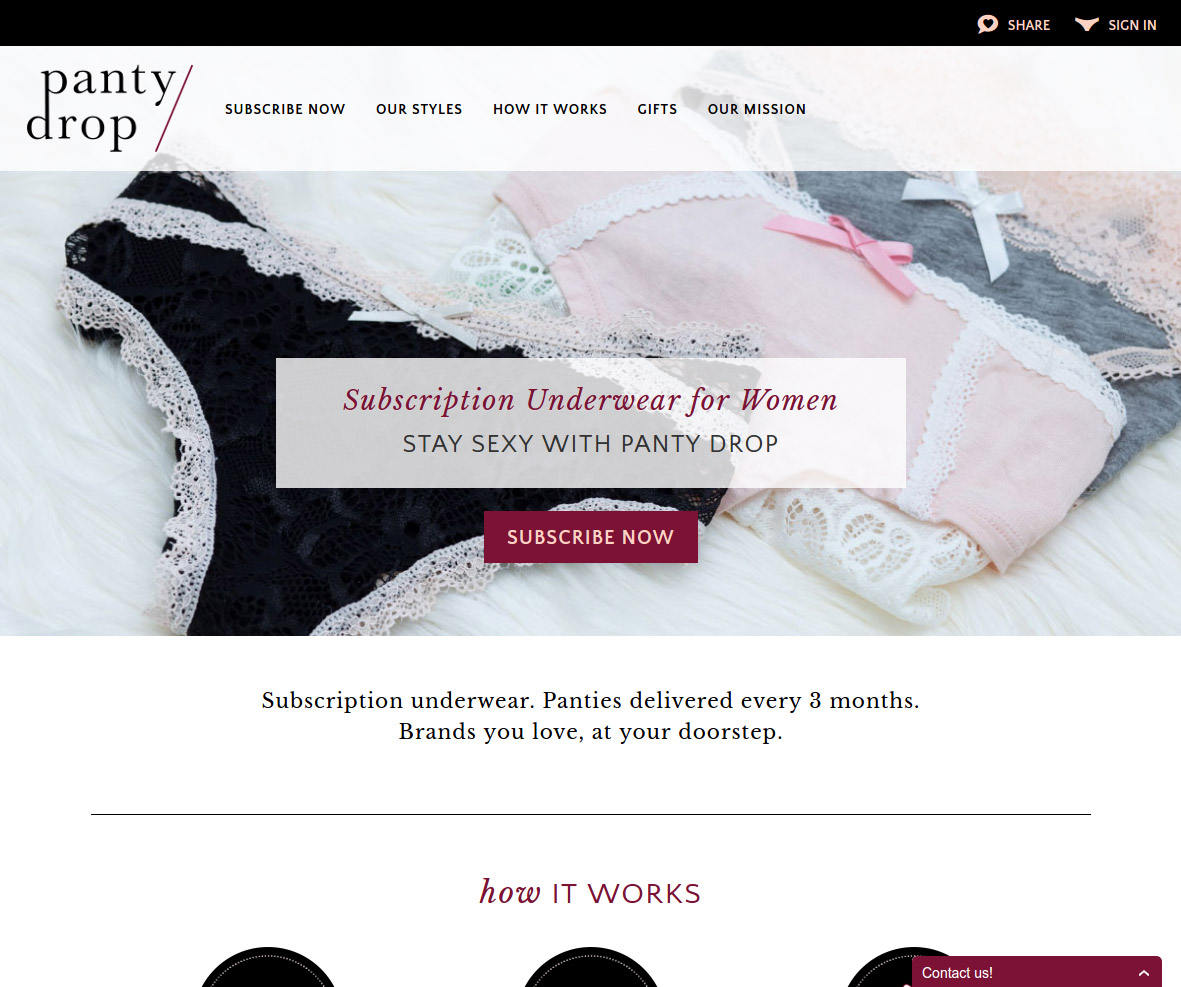 SHARE
SIGN IN
panty
drop
SUBSCRIBE NOW
OUR STYLES
HOW IT WORKS
GIFTS
OUR MISSION
Subscription Underwear for Women
STAY SEXY WITH PANTY DROP
SUBSCRIBE NOW
Subscription underwear. Panties delivered every 3 months.
Brands you love, at your doorstep.
how IT WORKS
Contact us!